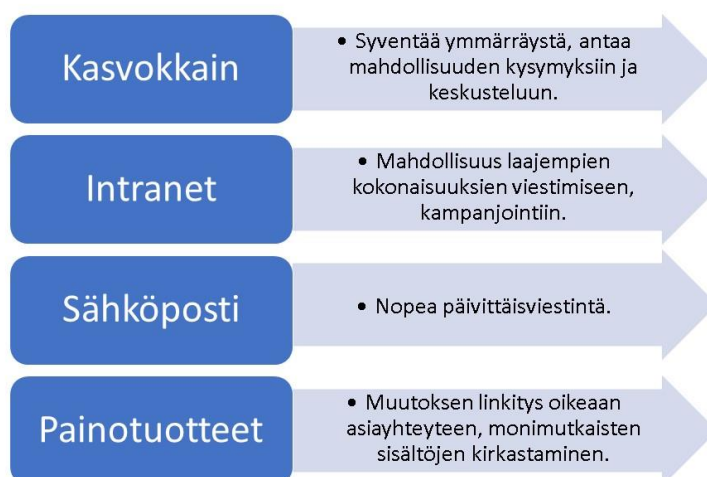 Kasvokkain
• Syventää ymmärräystä, antaa
mahdollisuuden kysymyksiin ja
keskusteluun.
Intranet
• Mahdollisuus laajempien
kokonaisuuksien viestimiseen,
kampanjointiin.
Sähköposti
• Nopea päivittäisviestintä.
Painotuotteet
• Muutoksen linkitys oikeaan
asiayhteyteen, monimutkaisten
sisältöjen kirkastaminen.